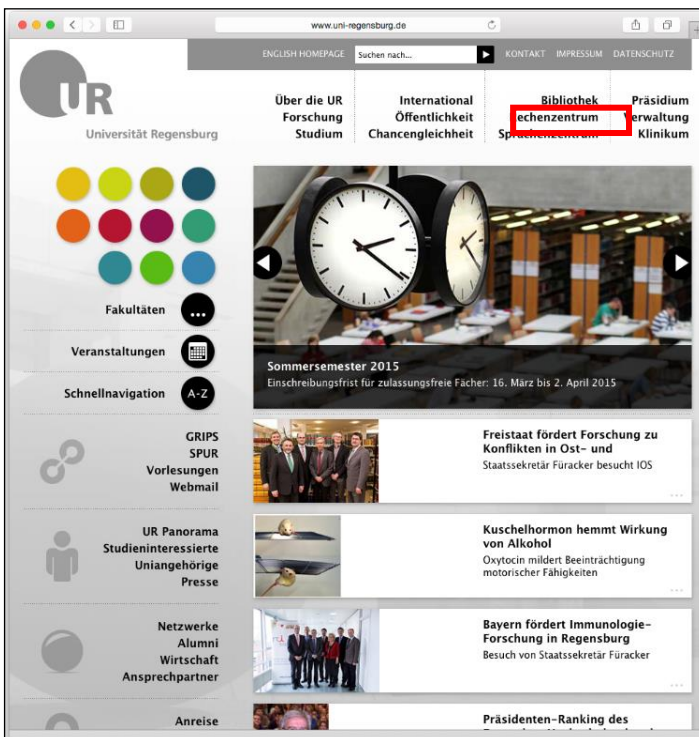 www.uni-regensburg.de
ENGLISH HOMEPAGE
Suchen nach...
KONTAKT IMPRESSUM DATENSCHUTZ
UR
Universität Regensburg
Über die UR
Forschung
Studium
International
Öffentlichkeit
Chancengleichheit
Bibliothek
echenzentrum
Sprachenzentrum
Präsidium
erwaltung
Klinikum
Fakultäten
...
Veranstaltungen
Schnellnavigation A-Z
Sommersemester 2015
Einschreibungsfrist für zulassungsfreie Fächer: 16. März bis 2. April 2015
GRIPS
SPUR
Vorlesungen
Webmail
Freistaat fördert Forschung zu
Konflikten in Ost- und
Staatssekretär Füracker besucht IOS
...
UR Panorama
Studieninteressierte
Uniangehörige
Presse
Kuschelhormon hemmt Wirkung
von Alkohol
Oxytocin mildert Beeinträchtigung
motorischer Fähigkeiten
...
Netzwerke
Alumni
Wirtschaft
Ansprechpartner
Bayern fördert Immunologie-
Forschung in Regensburg
Besuch von Staatssekretär Füracker
...
Anreise
Präsidenten-Ranking des